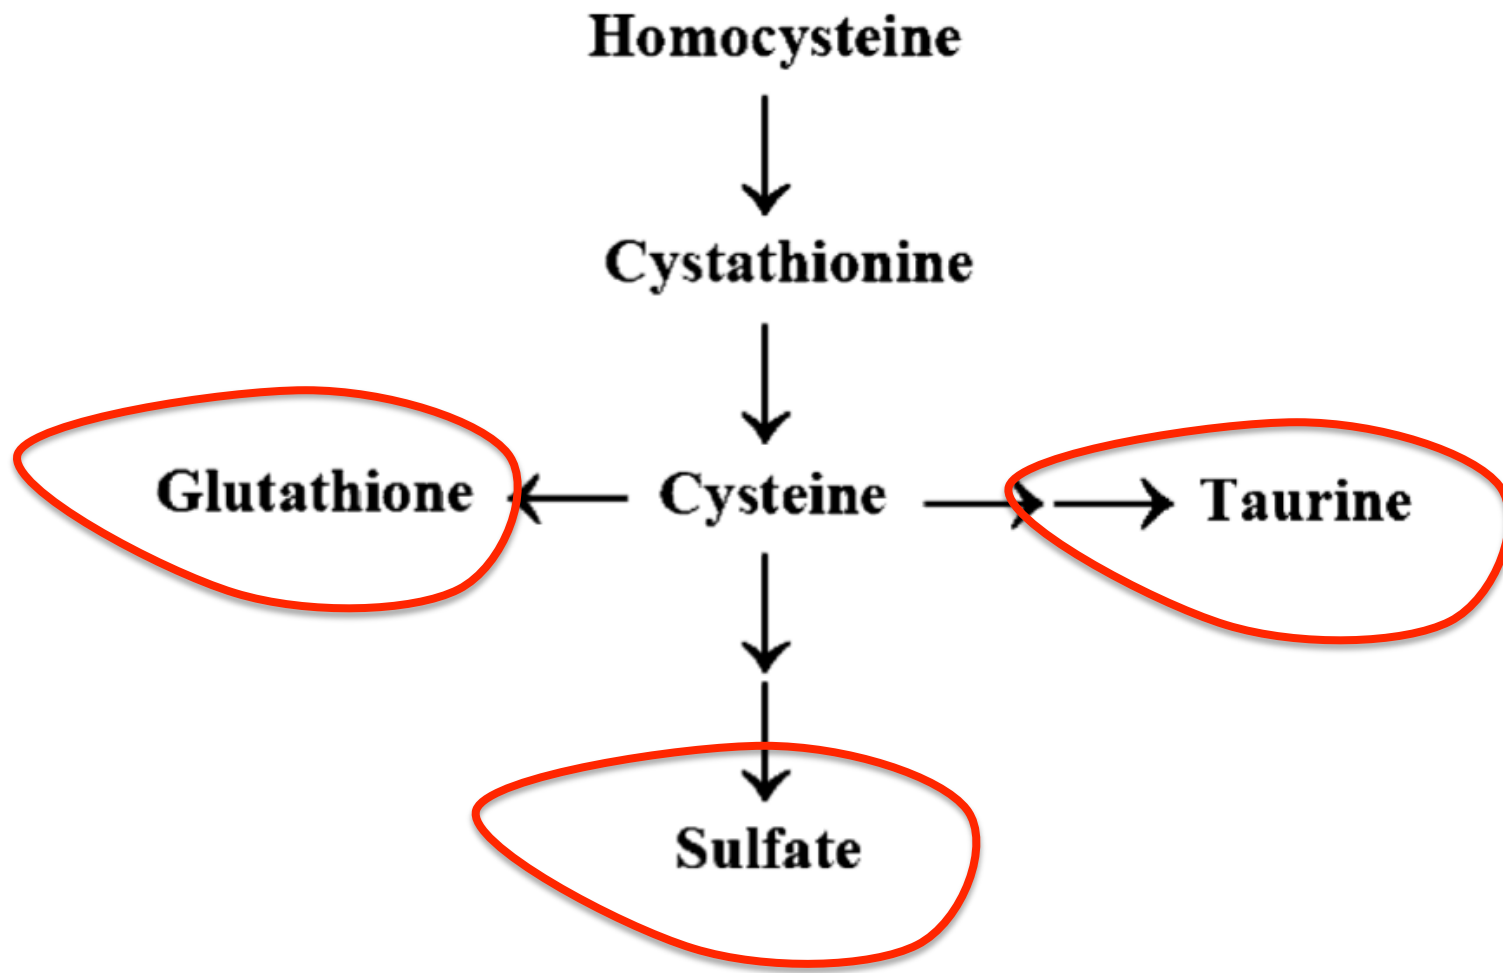 Homocysteine
Cystathionine
Glutathione
Cysteine
Taurine
Sulfate